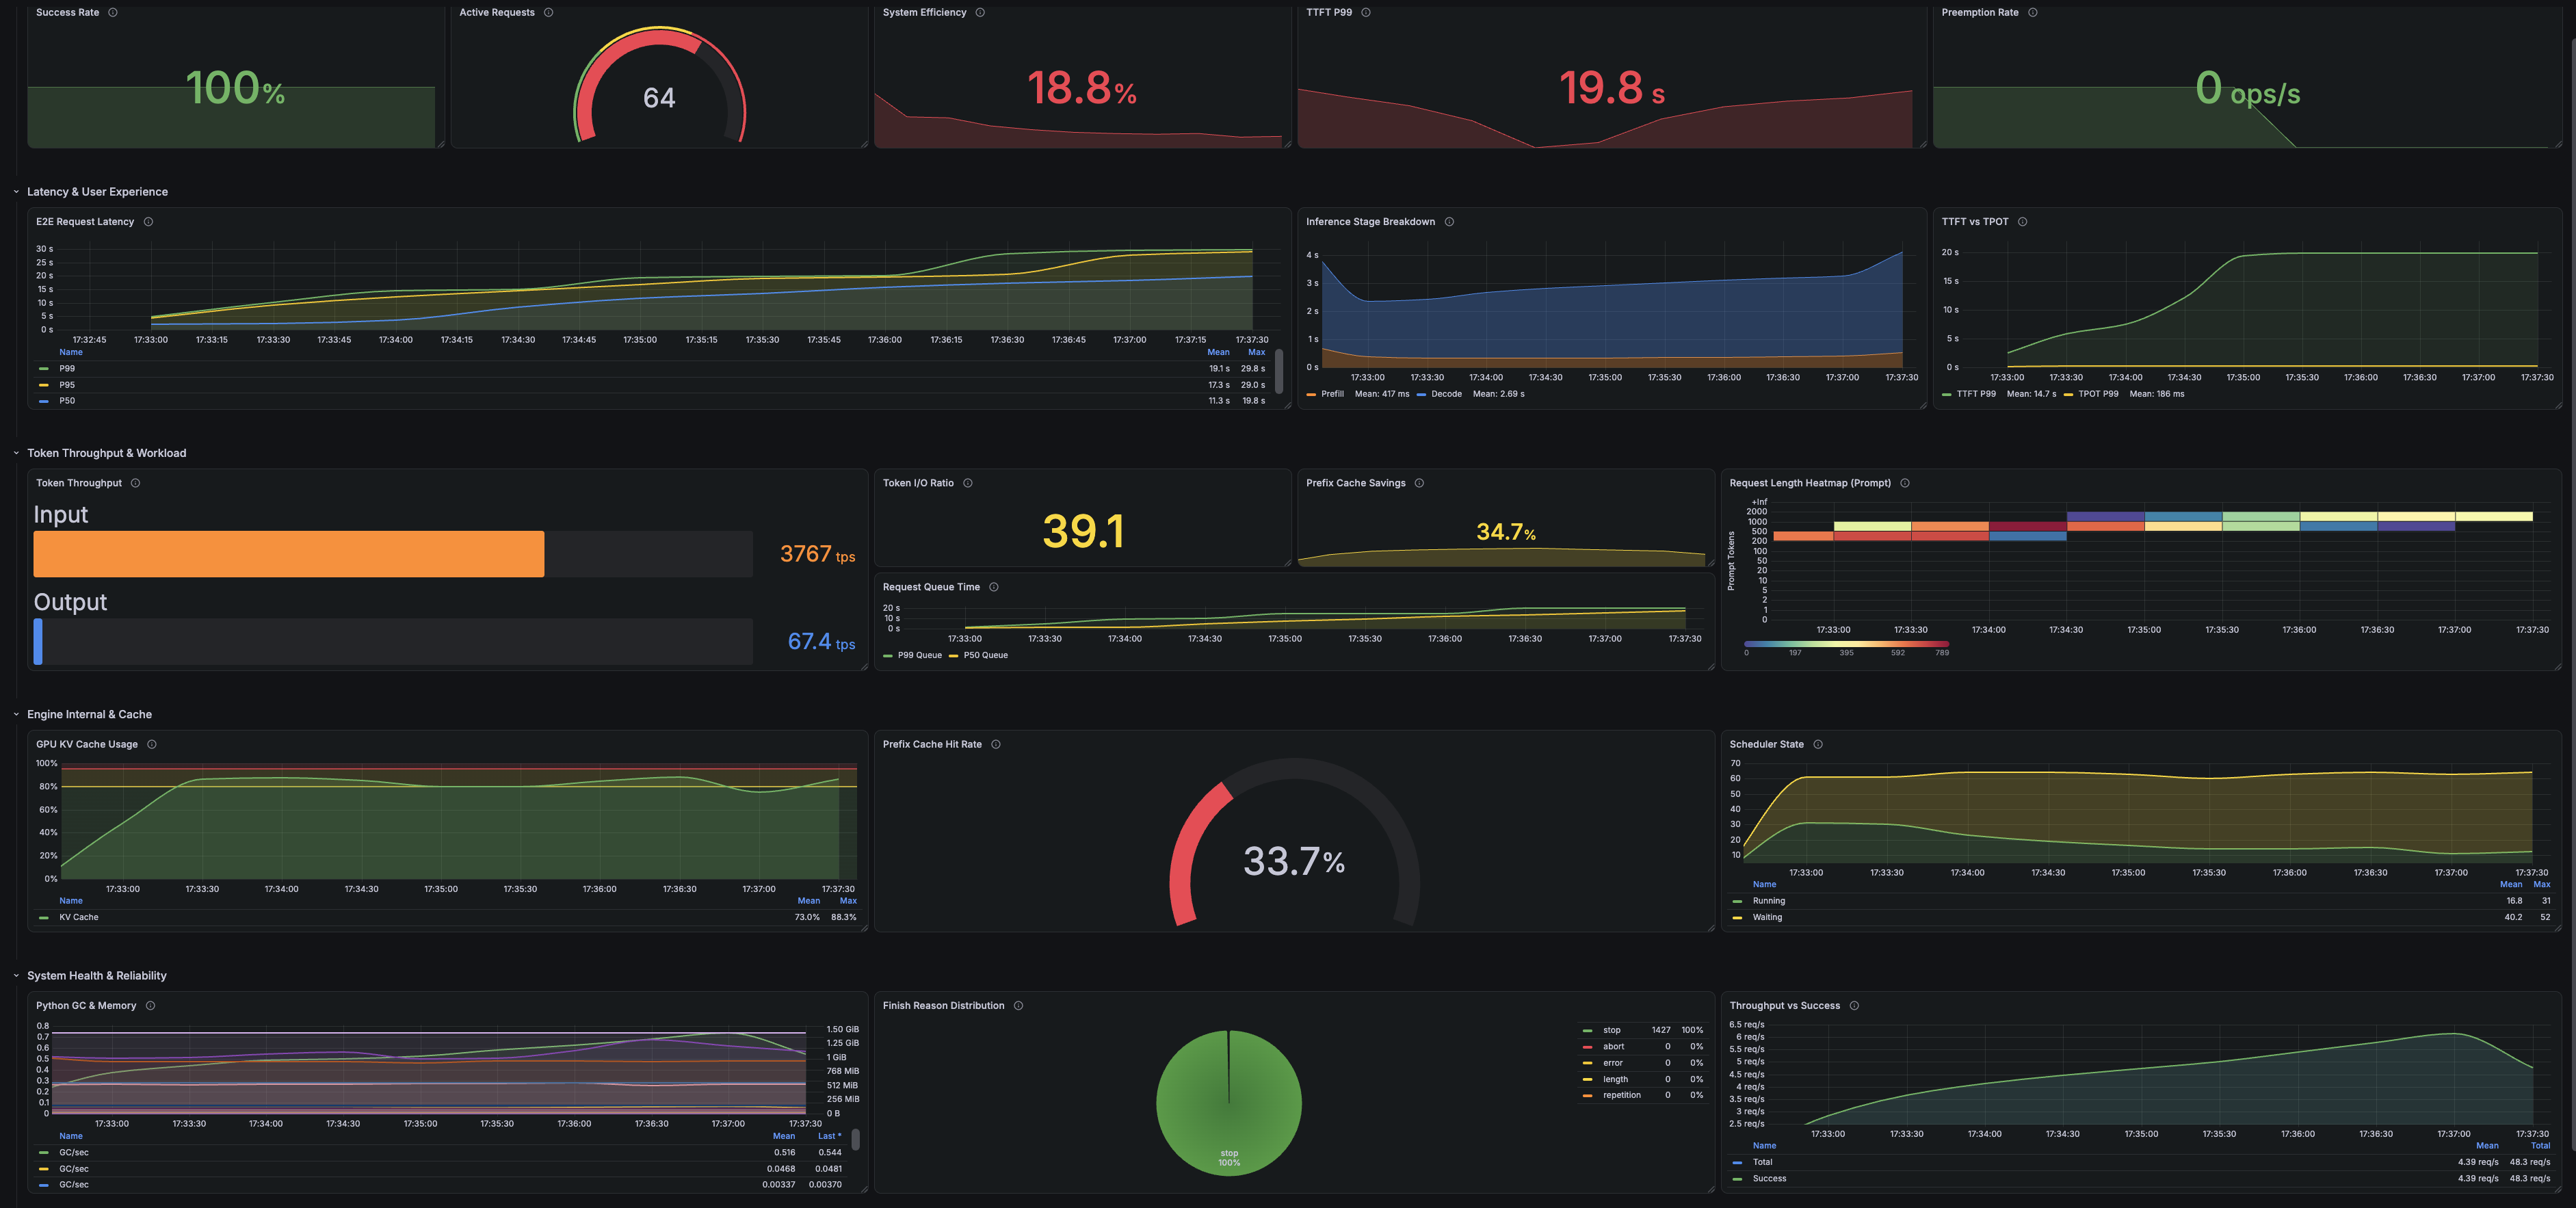 Success Rate
100%
Active Requests
64
System Efficiency
18.8%
TTFT P99
19.8 s
Preemption Rate
0 ops/s
Latency & User Experience
E2E Request Latency
30 s
25 s
20 s
15 s
10 s
5 s
0 s
17:32:45 17:33:00 17:33:15 17:33:30 17:33:45 17:34:00 17:34:15 17:34:30 17:34:45 17:35:00 17:35:15 17:35:30 17:35:45 17:36:00 17:36:15 17:36:30 17:36:45 17:37:00 17:37:15 17:37:30
Name Mean Max
P99 19.1 s 29.8 s
P95 17.3 s 29.0 s
P50 11.3 s 19.8 s
Inference Stage Breakdown
4 s
3 s
2 s
1 s
0 s
17:33:00 17:33:30 17:34:00 17:34:30 17:35:00 17:35:30 17:36:00 17:36:30 17:37:00 17:37:30
Prefill Mean: 417 ms Decode Mean: 2.69 s
TTFT vs TPOT
20 s
15 s
10 s
5 s
0 s
17:33:00 17:33:30 17:34:00 17:34:30 17:35:00 17:35:30 17:36:00 17:36:30 17:37:00 17:37:30
TTFT P99 Mean: 14.7 s TPOT P99 Mean: 186 ms
Token Throughput & Workload
Token Throughput
Input
3767 tps
Output
67.4 tps
Token I/O Ratio
39.1
Prefix Cache Savings
34.7%
Request Queue Time
20 s
10 s
0 s
17:33:00 17:33:30 17:34:00 17:34:30 17:35:00 17:35:30 17:36:00 17:36:30 17:37:00 17:37:30
P99 Queue P50 Queue
Request Length Heatmap (Prompt)
Prompt Tokens
+Inf
2000
1000
500
200
100
50
20
10
5
2
1
0
17:33:00 17:33:30 17:34:00 17:34:30 17:35:00 17:35:30 17:36:00 17:36:30 17:37:00 17:37:30
0 197 395 592 789
Engine Internal & Cache
GPU KV Cache Usage
100%
80%
60%
40%
20%
0%
17:33:00 17:33:30 17:34:00 17:34:30 17:35:00 17:35:30 17:36:00 17:36:30 17:37:00 17:37:30
Name Mean Max
KV Cache 73.0% 88.3%
Prefix Cache Hit Rate
33.7%
Scheduler State
70
60
50
40
30
20
10
17:33:00 17:33:30 17:34:00 17:34:30 17:35:00 17:35:30 17:36:00 17:36:30 17:37:00 17:37:30
Name Mean Max
Running 16.8 31
Waiting 40.2 52
System Health & Reliability
Python GC & Memory
0.8
0.7
0.6
0.5
0.4
0.3
0.2
0.1
0
1.50 GiB
1.25 GiB
1 GiB
768 MiB
512 MiB
256 MiB
0 B
17:33:00 17:33:30 17:34:00 17:34:30 17:35:00 17:35:30 17:36:00 17:36:30 17:37:00 17:37:30
Name Mean Last *
GC/sec 0.516 0.544
GC/sec 0.0468 0.0481
GC/sec 0.00337 0.00370
Finish Reason Distribution
stop
100%
stop 1427 100%
abort 0 0%
error 0 0%
length 0 0%
repetition 0 0%
Throughput vs Success
6.5 req/s
6 req/s
5.5 req/s
5 req/s
4.5 req/s
4 req/s
3.5 req/s
3 req/s
2.5 req/s
17:33:00 17:33:30 17:34:00 17:34:30 17:35:00 17:35:30 17:36:00 17:36:30 17:37:00 17:37:30
Name Mean Total
Total 4.39 req/s 48.3 req/s
Success 4.39 req/s 48.3 req/s